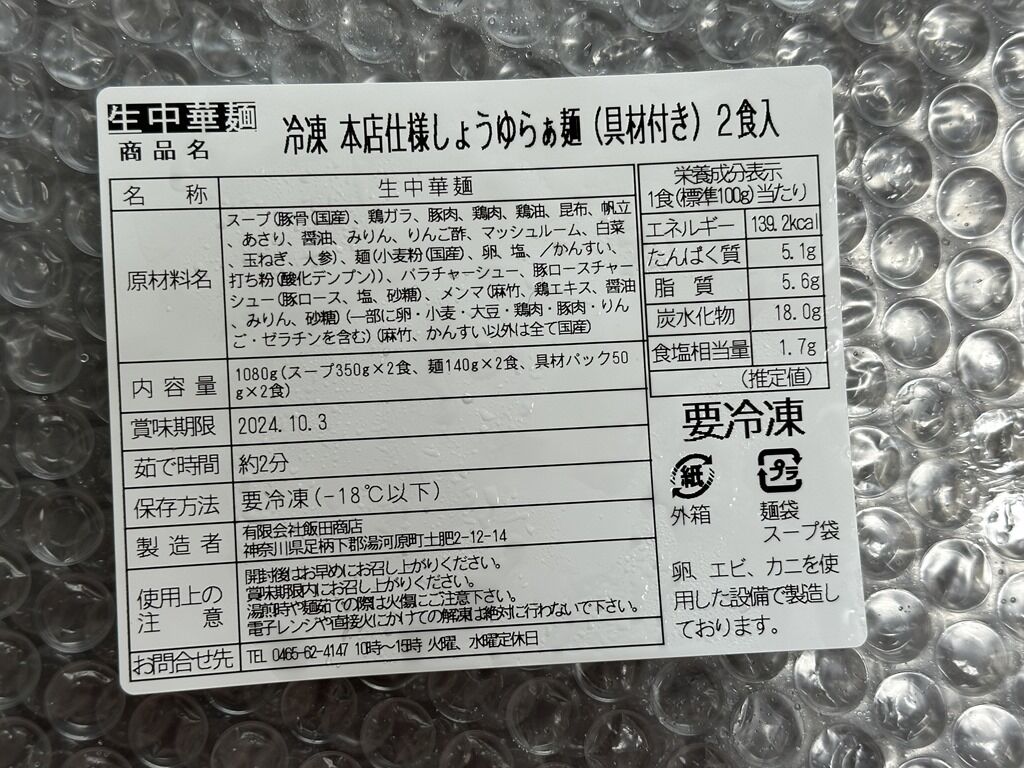 生中華麺
商品名
冷凍 本店仕様しょうゆらぁ麺（具材付き）２食入
名称
生中華麺
原材料名
スープ（豚骨（国産）、鶏ガラ、豚肉、鶏肉、鶏油、昆布、帆立
、あさり、醤油、みりん、りんご酢、マッシュルーム、白菜
、玉ねぎ、人参）、麺（小麦粉（国産）、卵、塩、／かんすい、
打ち粉（酸化デンプン））、バラチャーシュー、豚ロースチャー
シュー（豚ロース、塩、砂糖）、メンマ（麻竹、鶏エキス、醤油
、みりん、砂糖）（一部に卵・小麦・大豆・鶏肉・豚肉・りん
ご・ゼラチンを含む）（麻竹、かんすい以外は全て国産）
内容量
1080g（スープ350g×2食、麺140g×2食、具材パック50
g×2食）
賞味期限
2024.10.3
茹で時間
約2分
保存方法
要冷凍（-18℃以下）
製造者
有限会社飯田商店
神奈川県足柄下郡湯河原町土肥2-12-14
使用上の
注意
開封後はお早めにお召し上がりください。
賞味期限内にお召し上がりください。
湯煎時や麺茹での際は火傷にご注意下さい。
電子レンジや直接火にかけての解凍は絶対に行わないで下さい。
お問合せ先
TEL 0465-62-4147 10時～15時 火曜、水曜定休日
栄養成分表示
1食（標準100g）当たり
エネルギー 139.2kcal
たんぱく質 5.1g
脂質 5.6g
炭水化物 18.0g
食塩相当量 1.7g
（推定値）
要冷凍
紙
プラ
外箱
麺袋
スープ袋
卵、エビ、カニを使
用した設備で製造し
ております。